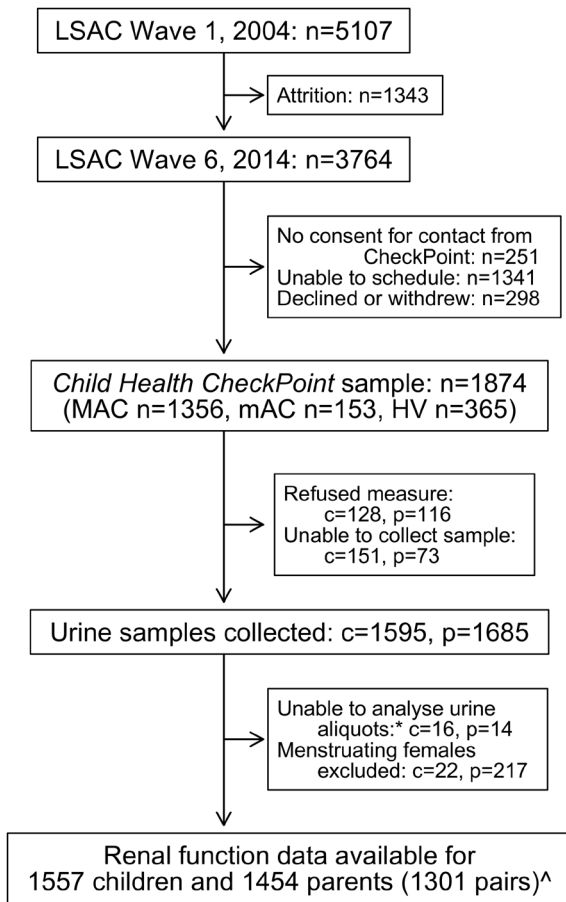 LSAC Wave 1, 2004: n=5107
Attrition: n=1343
LSAC Wave 6, 2014: n=3764
No consent for contact from
CheckPoint: n=251
Unable to schedule: n=1341
Declined or withdrew: n=298
Child Health CheckPoint sample: n=1874
(MAC n=1356, mAC n=153, HV n=365)
Refused measure:
c=128, p=116
Unable to collect sample:
c=151, p=73
Urine samples collected: c=1595, p=1685
Unable to analyse urine
aliquots:* c=16, p=14
Menstruating females
excluded: c=22, p=217
Renal function data available for
1557 children and 1454 parents (1301 pairs)^